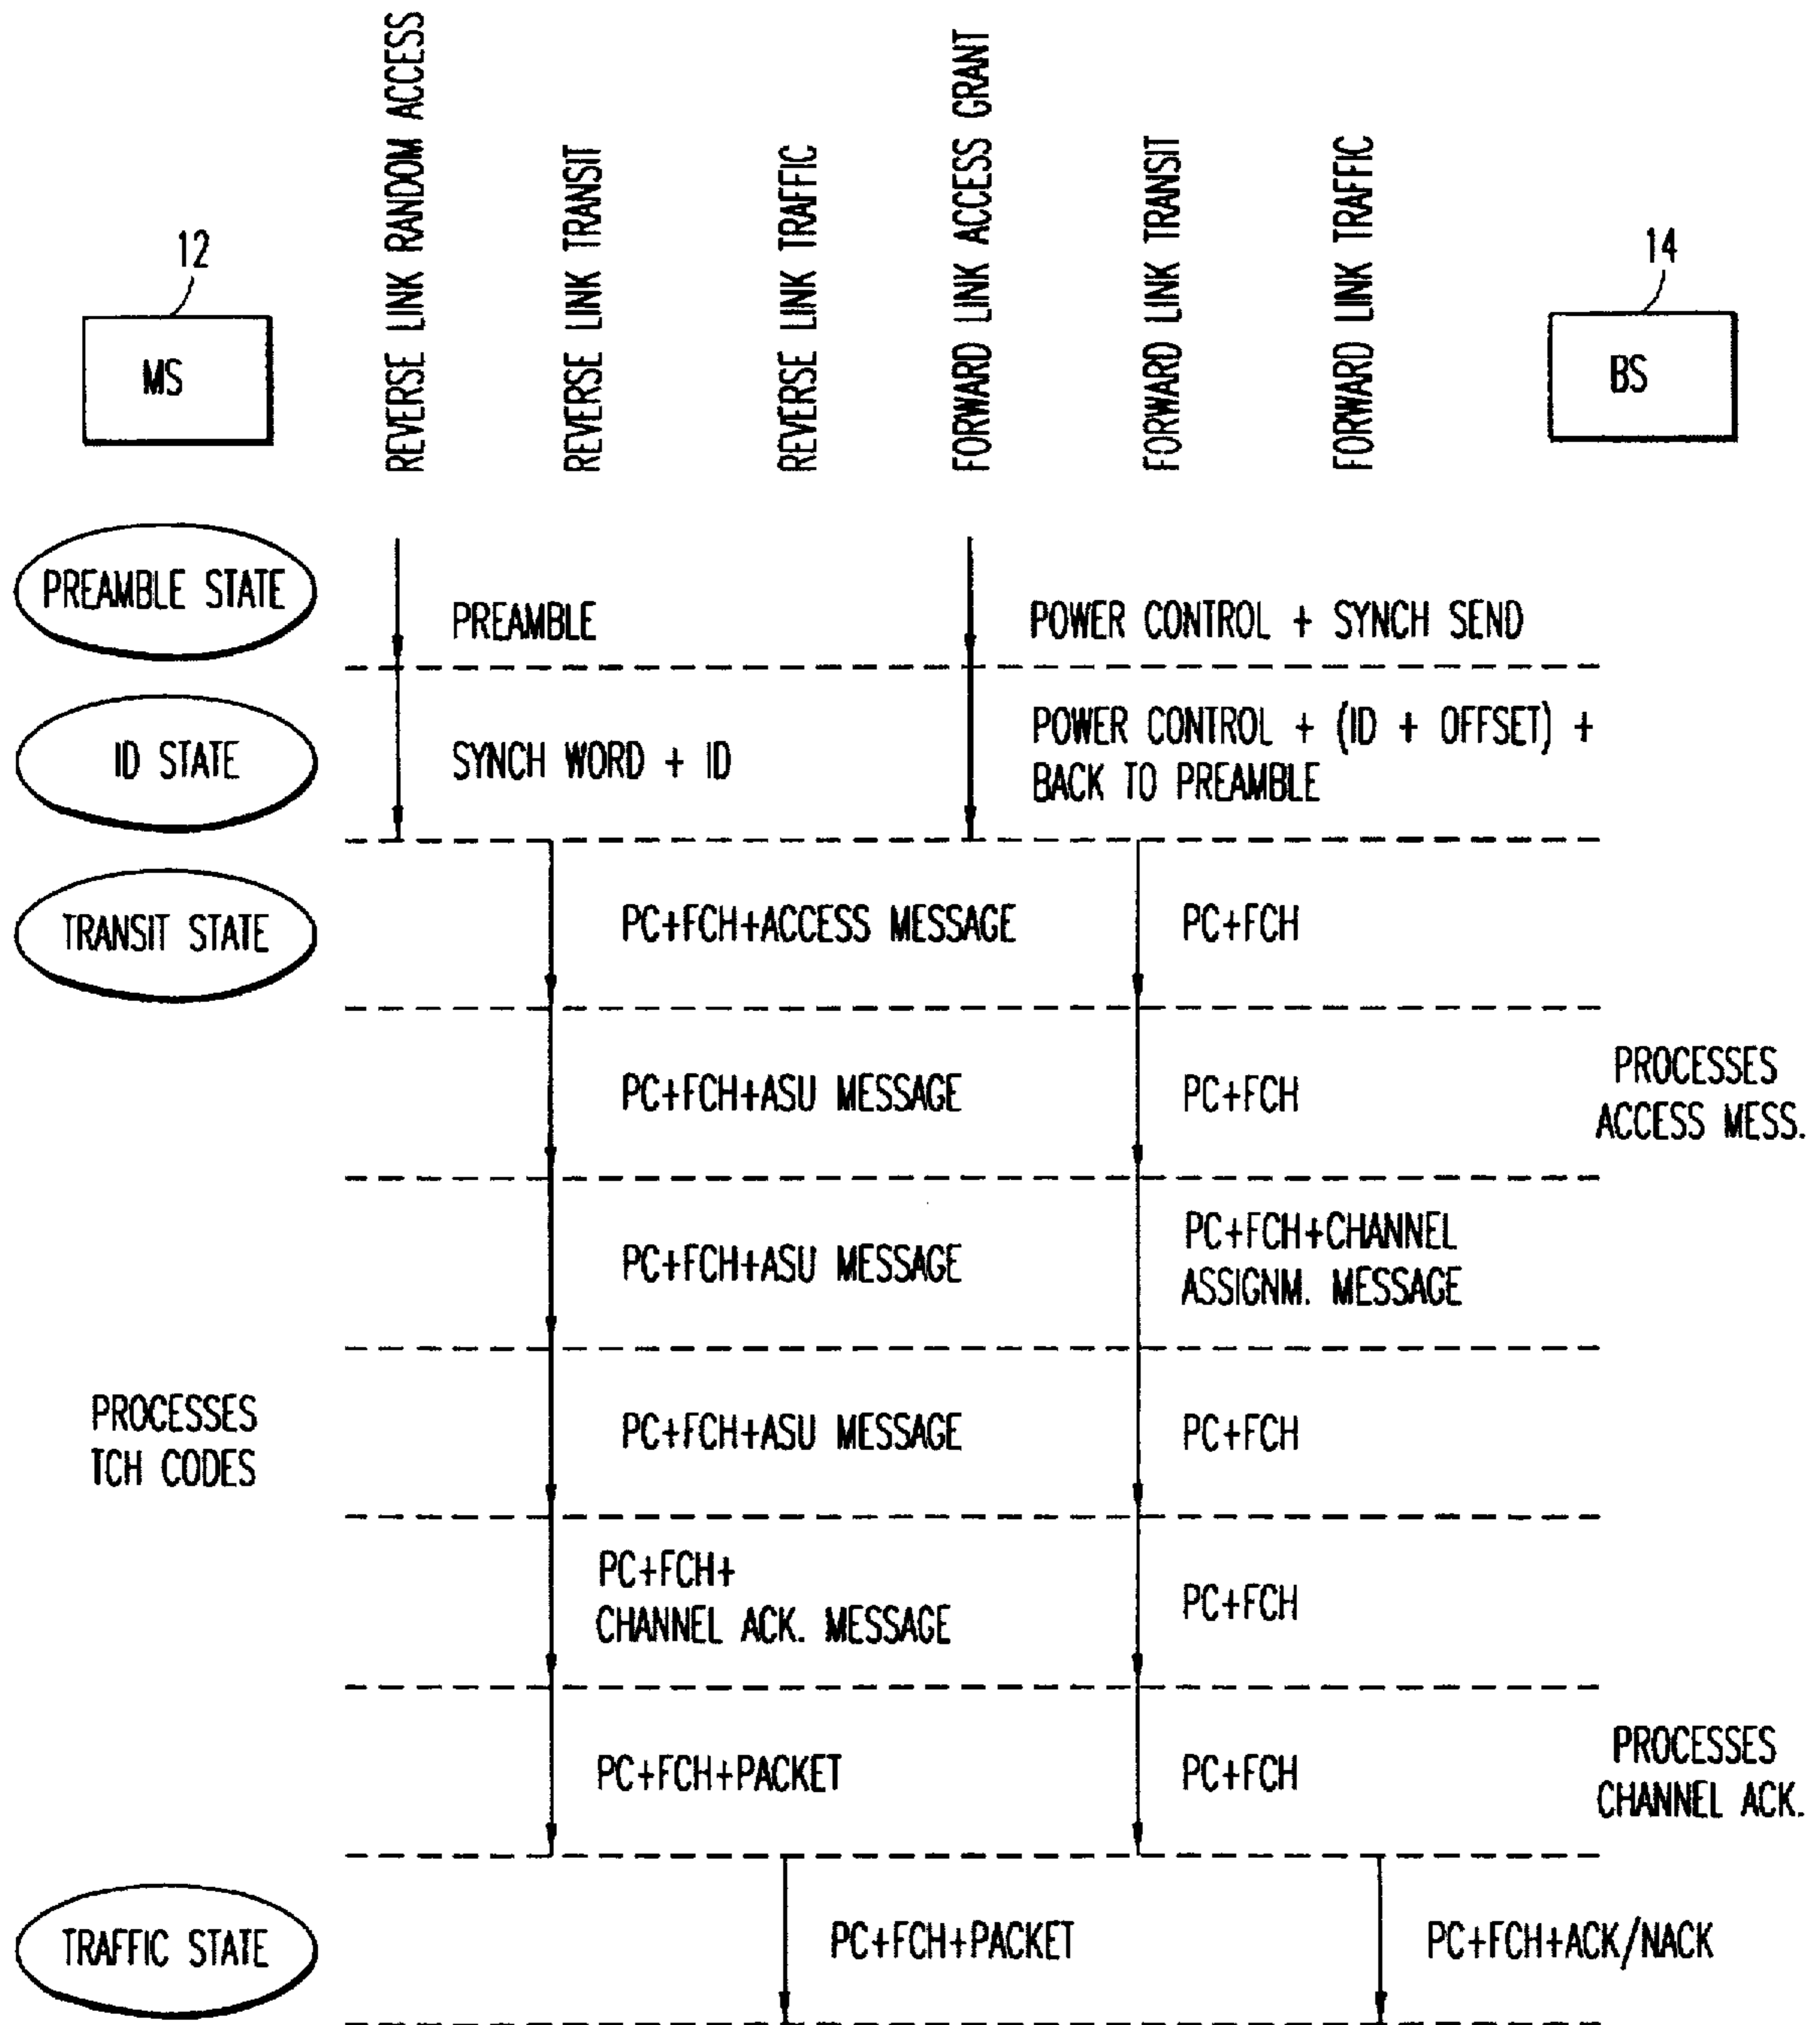 REVERSE LINK RANDOM ACCESS
REVERSE LINK TRANSIT
REVERSE LINK TRAFFIC
FORWARD LINK ACCESS GRANT
FORWARD LINK TRANSIT
FORWARD LINK TRAFFIC
12
MS
14
BS
PREAMBLE STATE
PREAMBLE
POWER CONTROL + SYNCH SEND
ID STATE
SYNCH WORD + ID
POWER CONTROL + (ID + OFFSET) +
BACK TO PREAMBLE
TRANSIT STATE
PC+FCH+ACCESS MESSAGE
PC+FCH
PC+FCH+ASU MESSAGE
PC+FCH
PROCESSES
ACCESS MESS.
PC+FCH+ASU MESSAGE
PC+FCH+CHANNEL
ASSIGNM. MESSAGE
PROCESSES
TCH CODES
PC+FCH+ASU MESSAGE
PC+FCH
PC+FCH+
CHANNEL ACK. MESSAGE
PC+FCH
PC+FCH+PACKET
PC+FCH
PROCESSES
CHANNEL ACK.
TRAFFIC STATE
PC+FCH+PACKET
PC+FCH+ACK/NACK